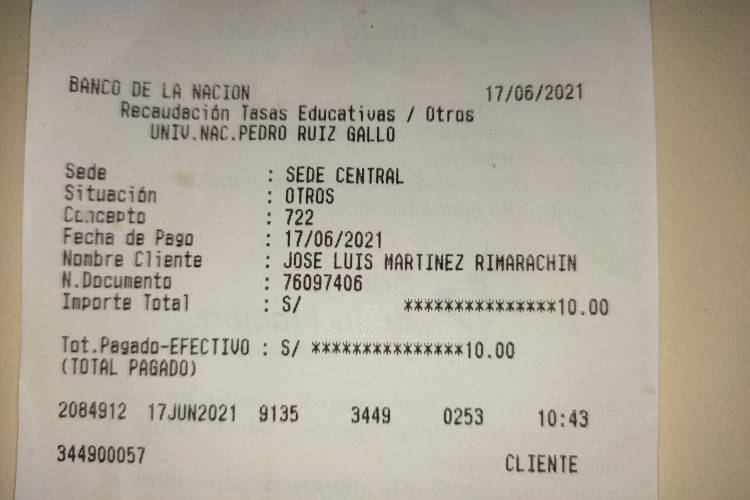 BANCO DE LA NACION 17/06/2021
Recaudación Tasas Educativas / Otros
UNIV.NAC.PEDRO RUIZ GALLO
Sede : SEDE CENTRAL
Situación : OTROS
Concepto : 722
Fecha de Pago : 17/06/2021
Nombre Cliente : JOSE LUIS MARTINEZ RIMARACHIN
N.Documento : 76097406
Importe Total : S/ ***************10.00
Tot.Pagado-EFECTIVO : S/ ***************10.00
(TOTAL PAGADO)
2084912 17JUN2021 9135 3449 0253 10:43
344900057 CLIENTE